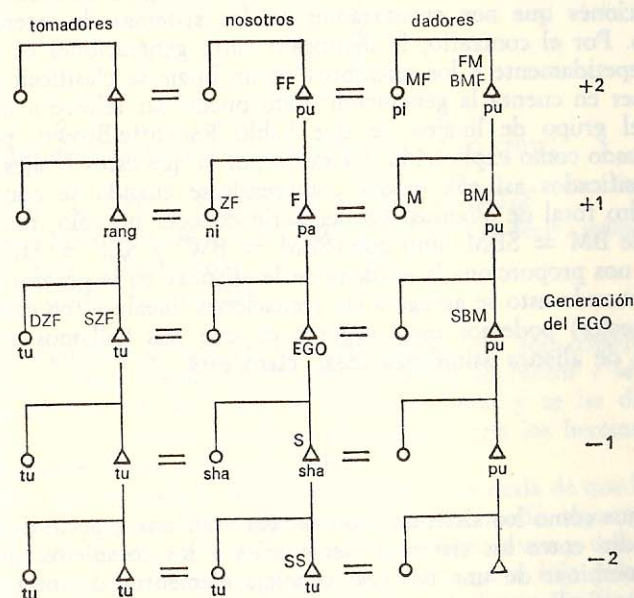 tomadores nosotros dadores
FM
FF MF BMF +2
pu pi pu
ZF F M BM +1
rang ni pa pu
DZF SZF SBM Generación
tu tu EGO pu del EGO
S −1
tu tu sha sha pu
SS −2
tu tu tu tu